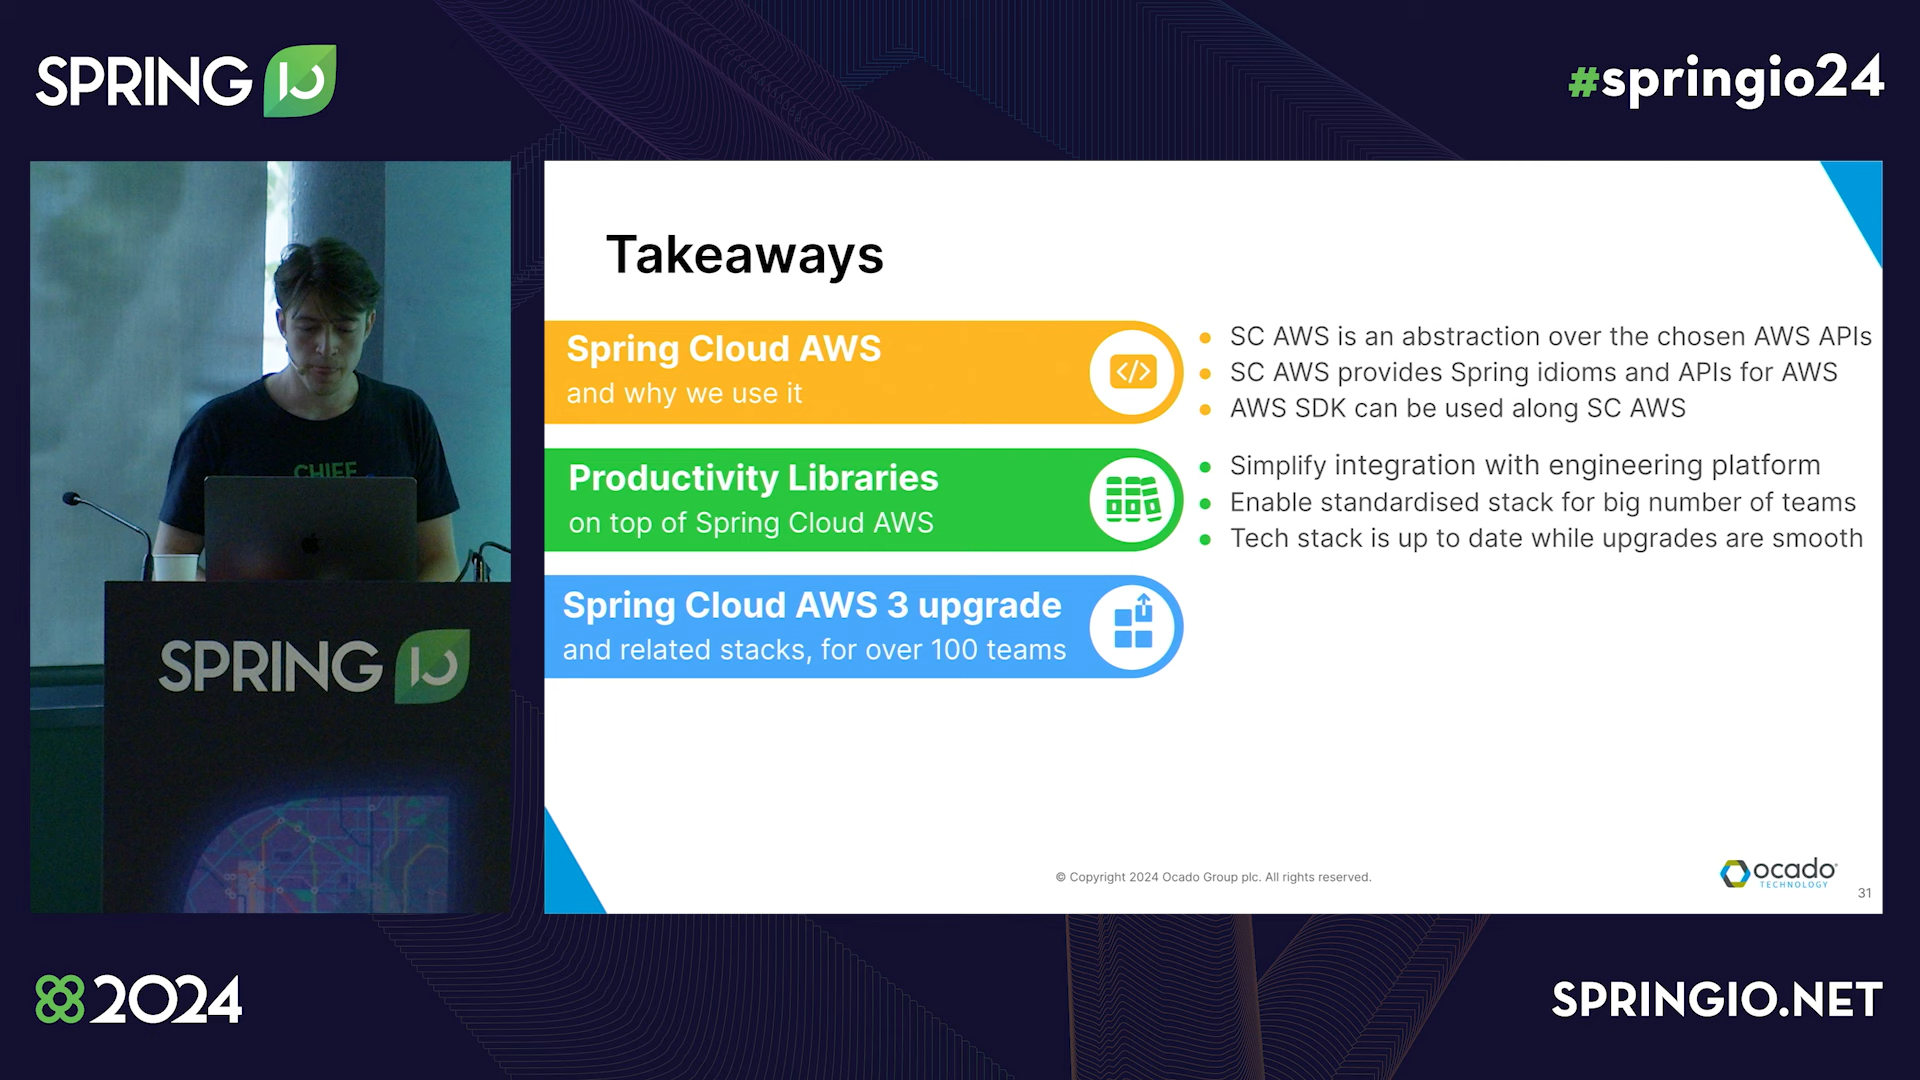 SPRING IO
#springio24
Takeaways
Spring Cloud AWS
and why we use it
</>
SC AWS is an abstraction over the chosen AWS APIs
SC AWS provides Spring idioms and APIs for AWS
AWS SDK can be used along SC AWS
Productivity Libraries
on top of Spring Cloud AWS
Simplify integration with engineering platform
Enable standardised stack for big number of teams
Tech stack is up to date while upgrades are smooth
Spring Cloud AWS 3 upgrade
and related stacks, for over 100 teams
CHIEF
SPRING IO
© Copyright 2024 Ocado Group plc. All rights reserved.
ocado
TECHNOLOGY
31
2024
SPRINGIO.NET